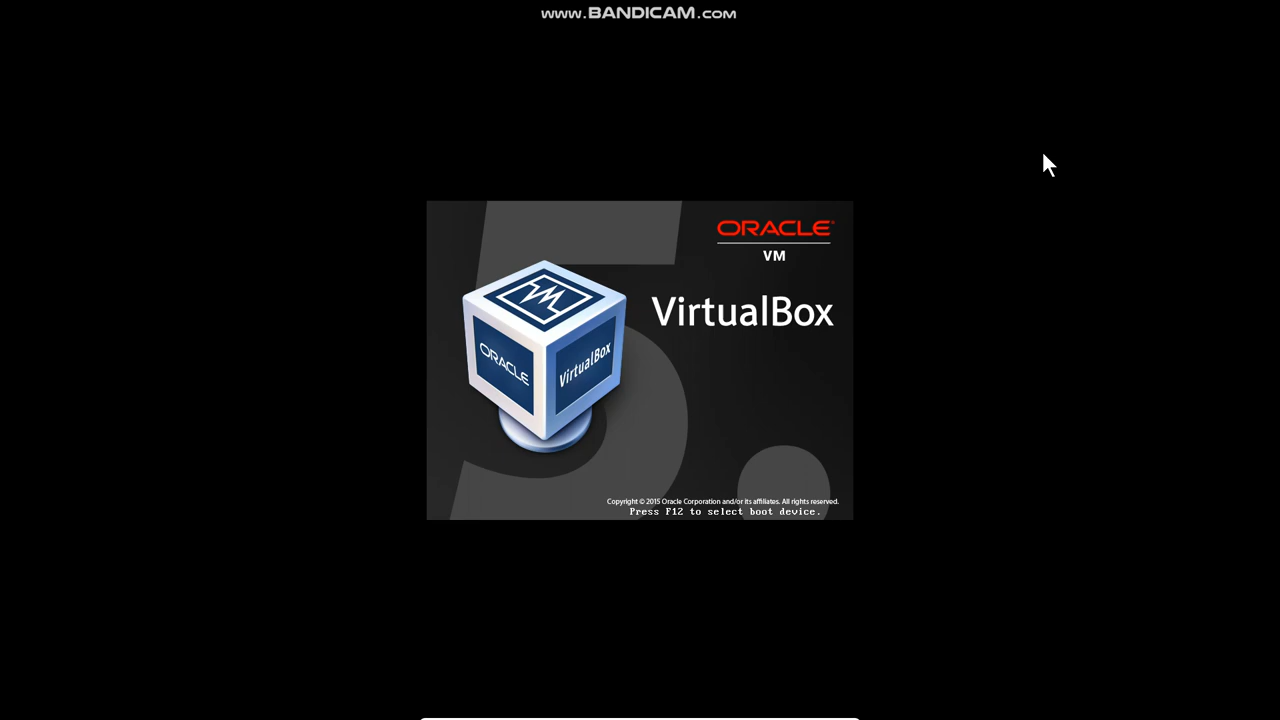 www.BANDICAM.com
ORACLE®
VM
VirtualBox
ORACLE
VirtualBox
Copyright © 2015 Oracle Corporation and/or its affiliates. All rights reserved.
Press F12 to select boot device.